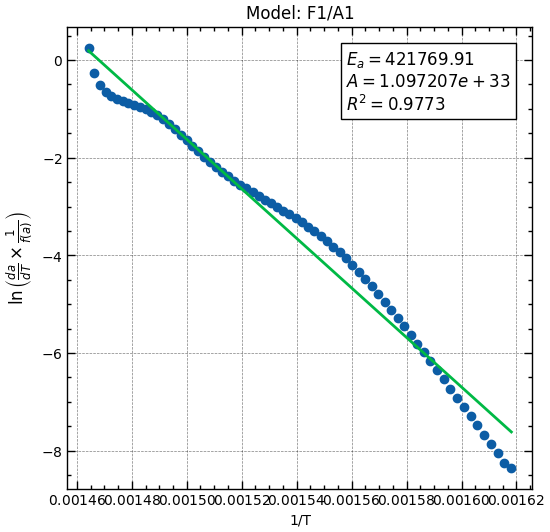 Model: F1/A1
E_a = 421769.91
A = 1.097207e + 33
R² = 0.9773
ln(da/dT × 1/f(a))
0
−2
−4
−6
−8
0.00146 0.00148 0.00150 0.00152 0.00154 0.00156 0.00158 0.00160 0.00162
1/T